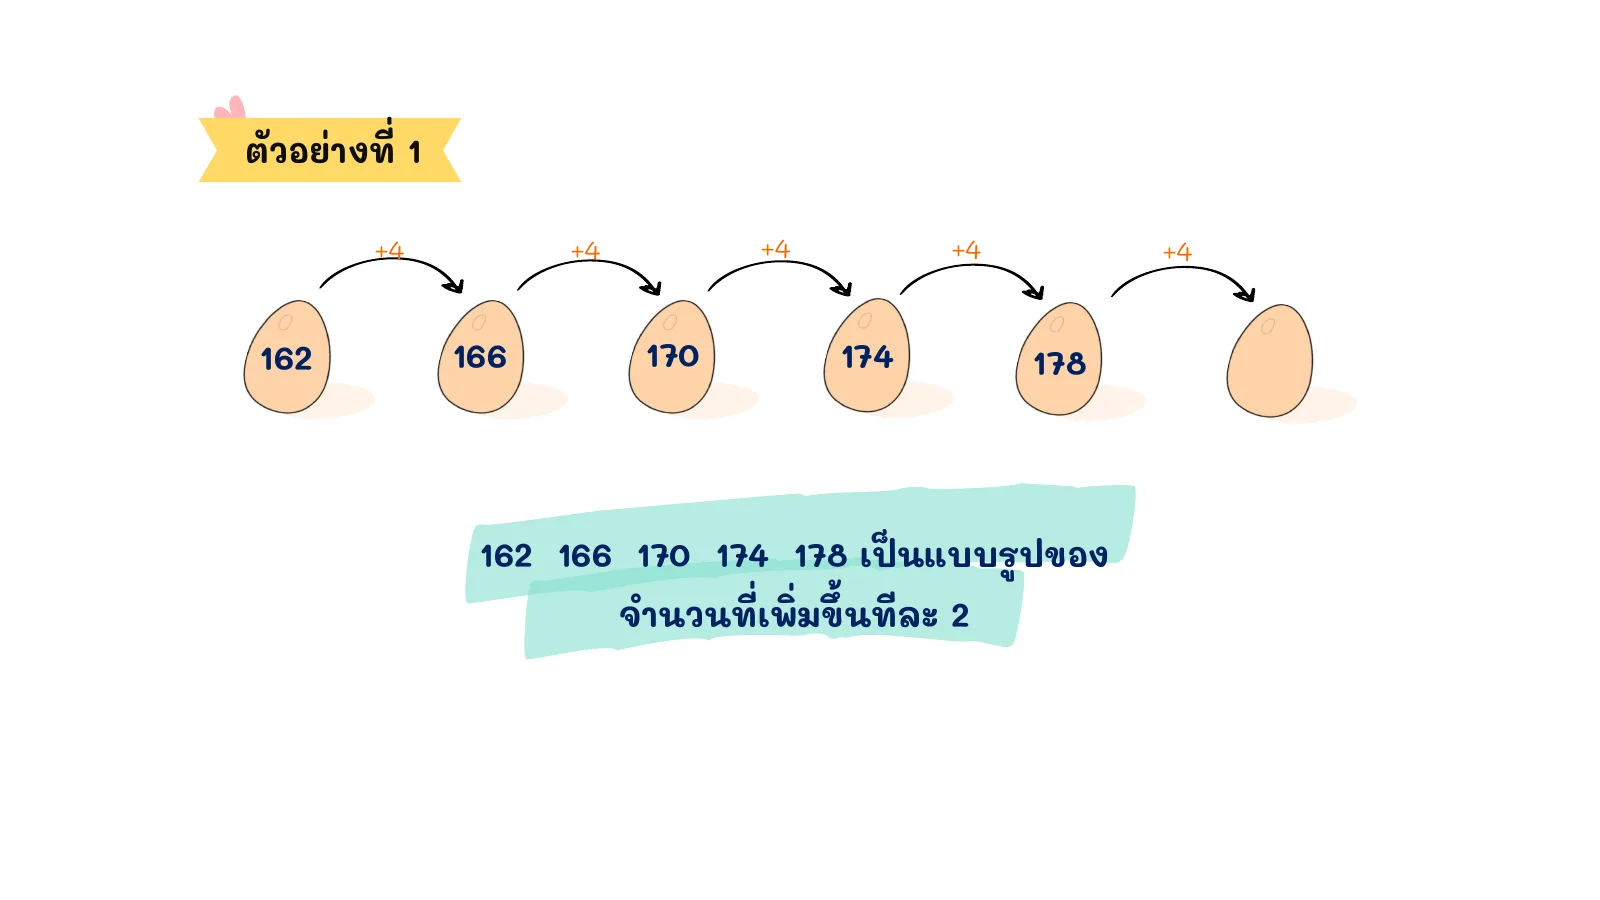 ตัวอย่างที่ 1
+4 +4 +4 +4 +4
162 166 170 174 178
162 166 170 174 178 เป็นแบบรูปของ
จำนวนที่เพิ่มขึ้นทีละ 2